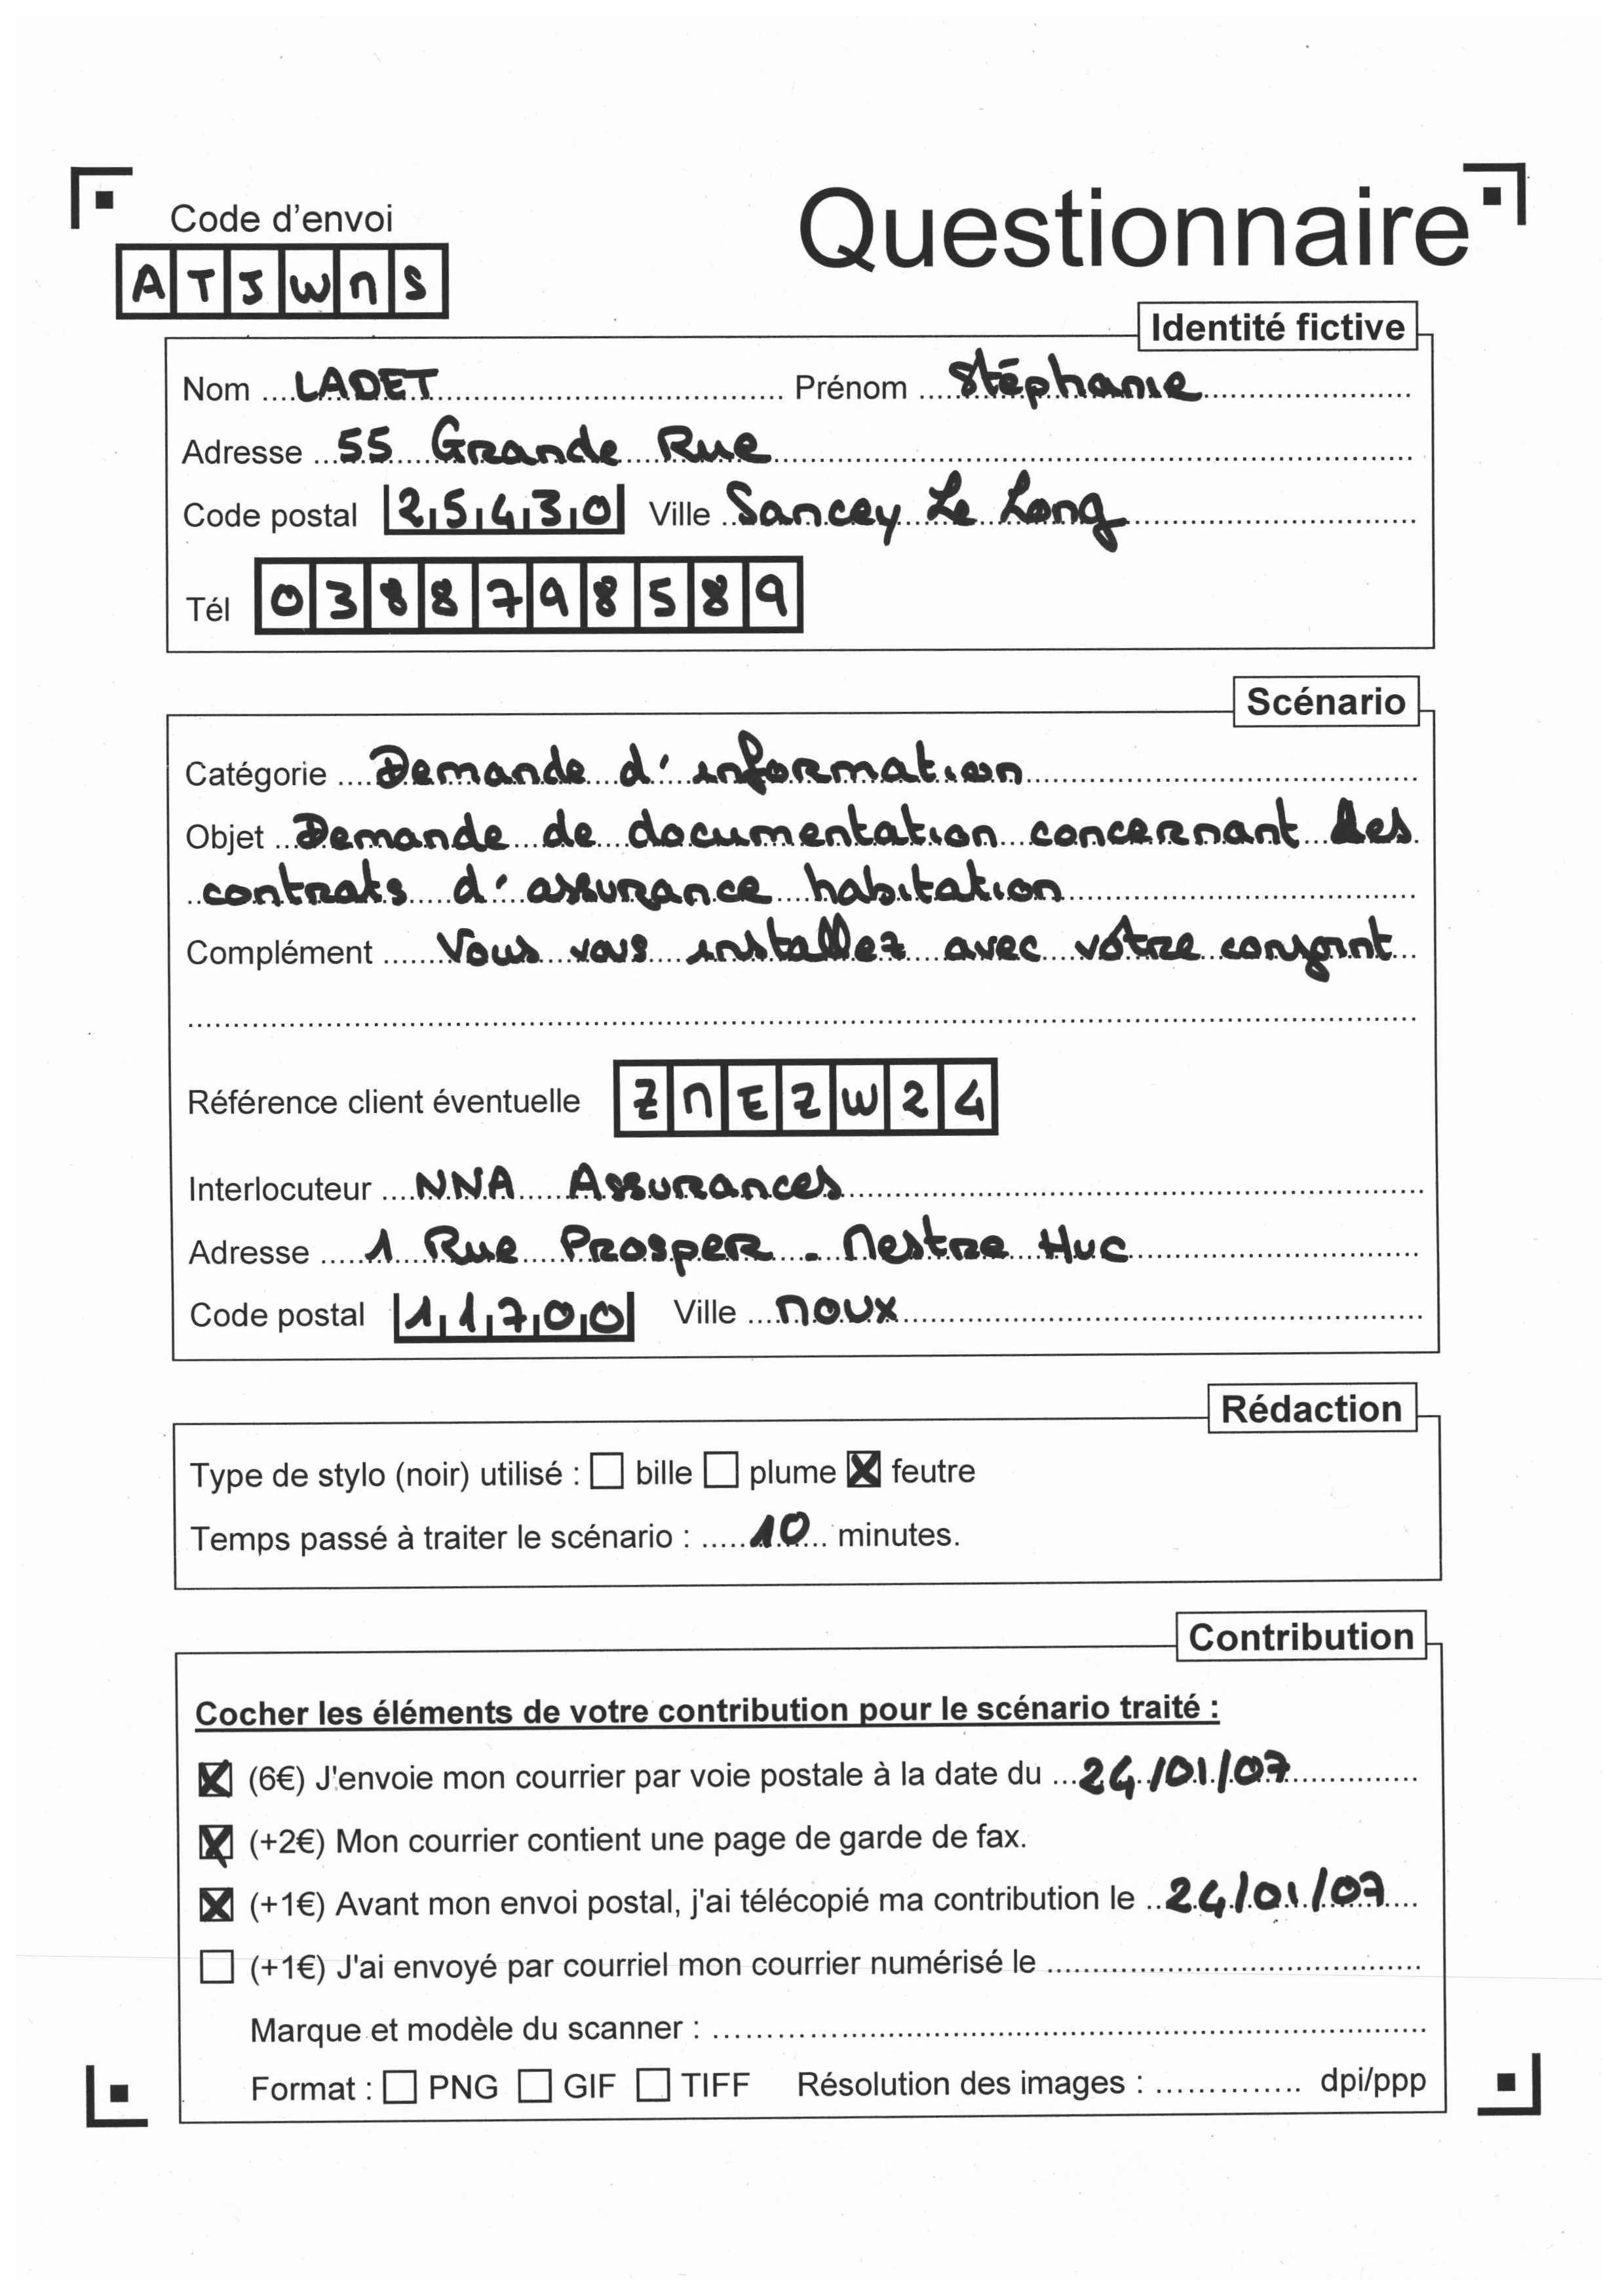 Code d'envoi
ATJWNS
Questionnaire
Identité fictive
Nom LADET Prénom Stéphanie
Adresse 55 Grande Rue
Code postal 25430 Ville Sancey Le Long
Tél 0388798589
Scénario
Catégorie Demande d'information
Objet Demande de documentation concernant les
contrats d'assurance habitation
Complément Vous vous installez avec vôtre conjoint
Référence client éventuelle ZNEZW24
Interlocuteur NNA Assurances
Adresse 1 Rue Prosper - Mestre Huc
Code postal 11700 Ville Moux
Rédaction
Type de stylo (noir) utilisé : ☐ bille ☐ plume ☒ feutre
Temps passé à traiter le scénario : 10 minutes.
Contribution
Cocher les éléments de votre contribution pour le scénario traité :
☒ (6€) J'envoie mon courrier par voie postale à la date du 24/01/07
☒ (+2€) Mon courrier contient une page de garde de fax.
☒ (+1€) Avant mon envoi postal, j'ai télécopié ma contribution le 24/01/07
☐ (+1€) J'ai envoyé par courriel mon courrier numérisé le
Marque et modèle du scanner :
Format : ☐ PNG ☐ GIF ☐ TIFF Résolution des images : dpi/ppp